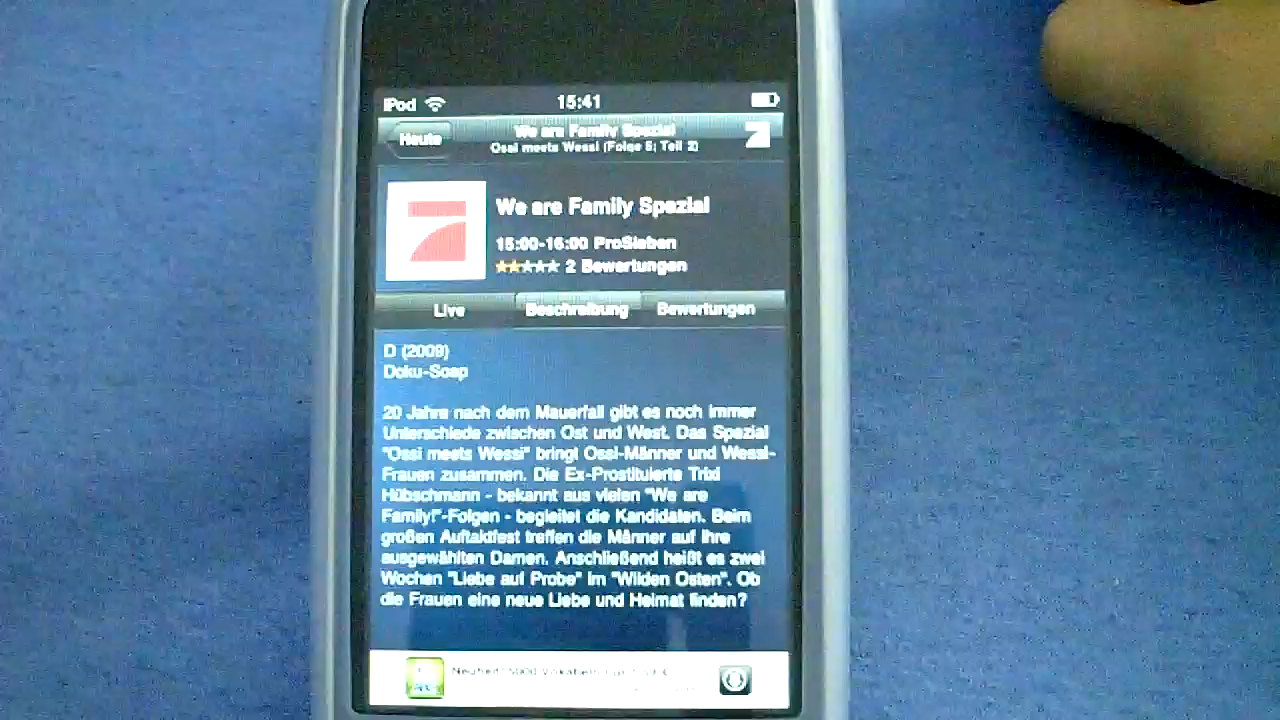 iPod 15:41
Heute
We are Family Spezial
Ossi meets Wessi (Folge 5; Teil 2)
We are Family Spezial
15:00-16:00 ProSieben
2 Bewertungen
Live Beschreibung Bewertungen
D (2009)
Doku-Soap
20 Jahre nach dem Mauerfall gibt es noch immer
Unterschiede zwischen Ost und West. Das Spezial
"Ossi meets Wessi" bringt Ossi-Männer und Wessi-
Frauen zusammen. Die Ex-Prostituierte Trixi
Hübschmann - bekannt aus vielen "We are
Family!"-Folgen - begleitet die Kandidaten. Beim
großen Auftaktfest treffen die Männer auf ihre
ausgewählten Damen. Anschließend heißt es zwei
Wochen "Liebe auf Probe" im "Wilden Osten". Ob
die Frauen eine neue Liebe und Heimat finden?
Neuheit! 5000 Vokabeln